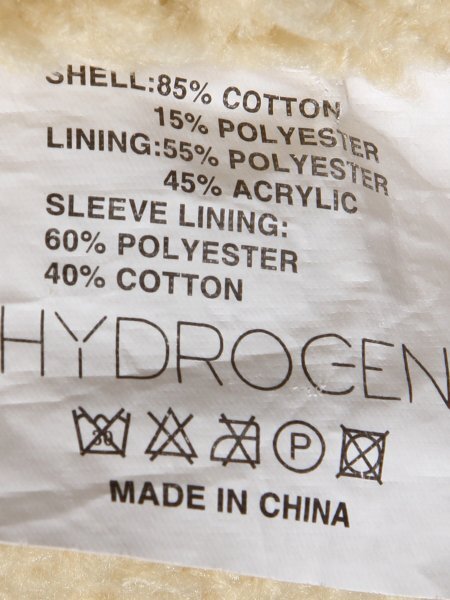 SHELL:85% COTTON
15% POLYESTER
LINING:55% POLYESTER
45% ACRYLIC
SLEEVE LINING:
60% POLYESTER
40% COTTON
HYDROGEN
30 P
MADE IN CHINA